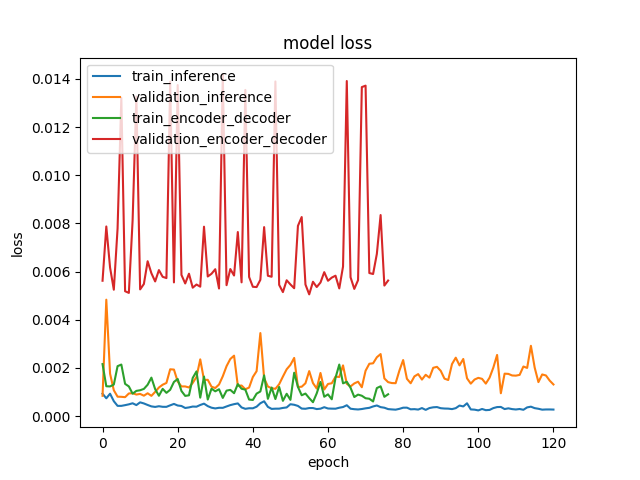 model loss
train_inference
validation_inference
train_encoder_decoder
validation_encoder_decoder
0.014
0.012
0.010
0.008
0.006
0.004
0.002
0.000
loss
0 20 40 60 80 100 120
epoch